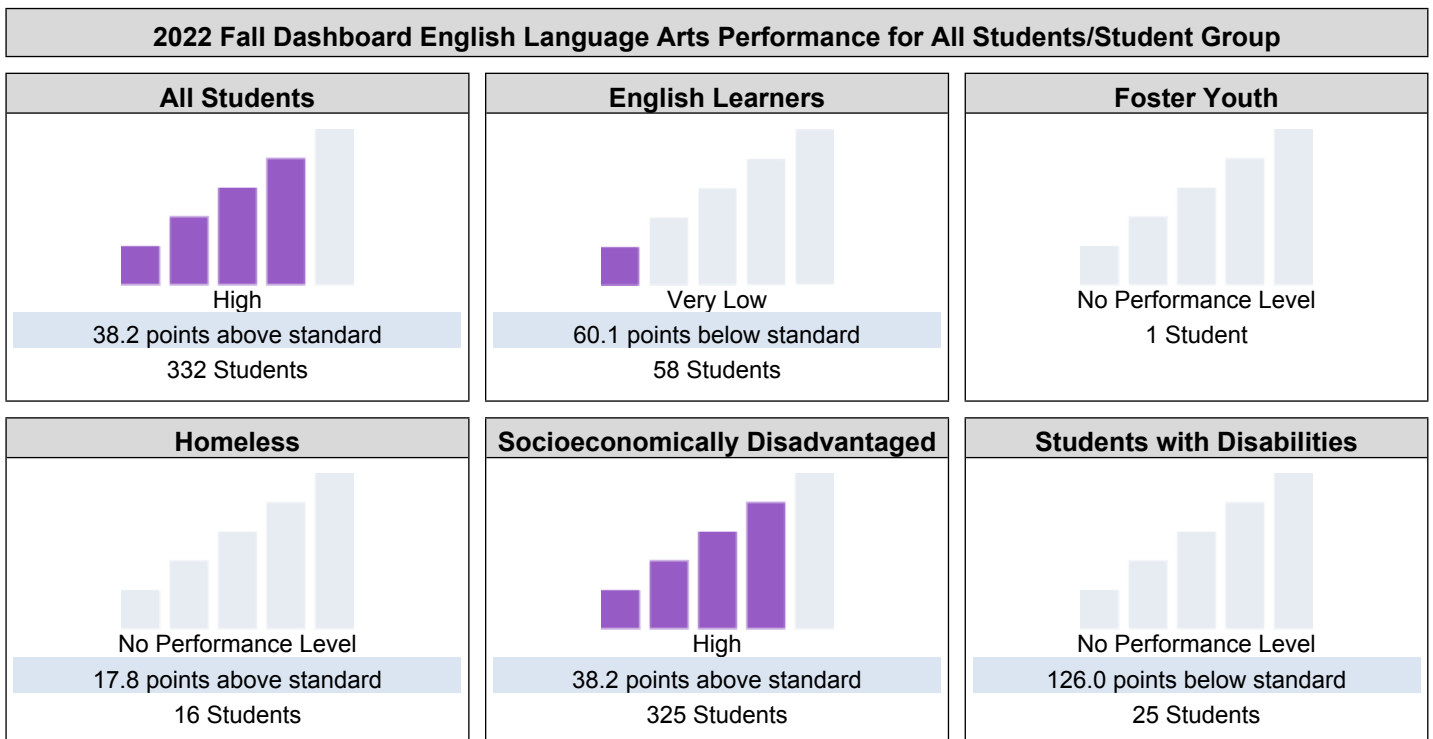 2022 Fall Dashboard English Language Arts Performance for All Students/Student Group
All Students
High
38.2 points above standard
332 Students
English Learners
Very Low
60.1 points below standard
58 Students
Foster Youth
No Performance Level
1 Student
Homeless
No Performance Level
17.8 points above standard
16 Students
Socioeconomically Disadvantaged
High
38.2 points above standard
325 Students
Students with Disabilities
No Performance Level
126.0 points below standard
25 Students